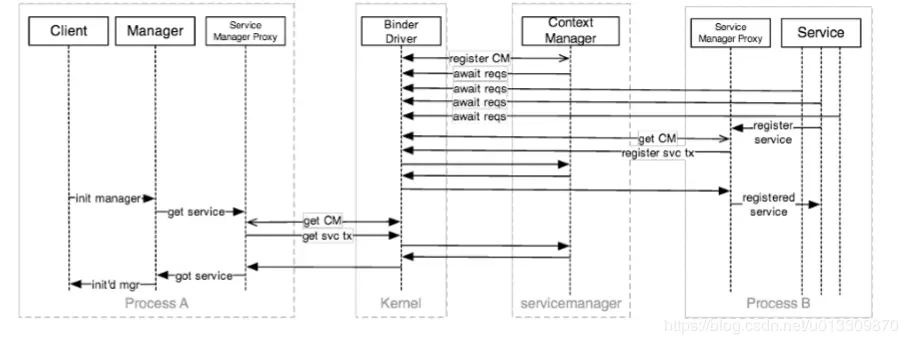 Client
Manager
Service
Manager Proxy
Binder
Driver
Context
Manager
Service
Manager Proxy
Service
register CM
await reqs
await reqs
await reqs
await reqs
register
service
get CM
register svc tx
init manager
get service
registered
service
get CM
get svc tx
got service
init'd mgr
Process A
Kernel
servicemanager
Process B
https://blog.csdn.net/u013309870